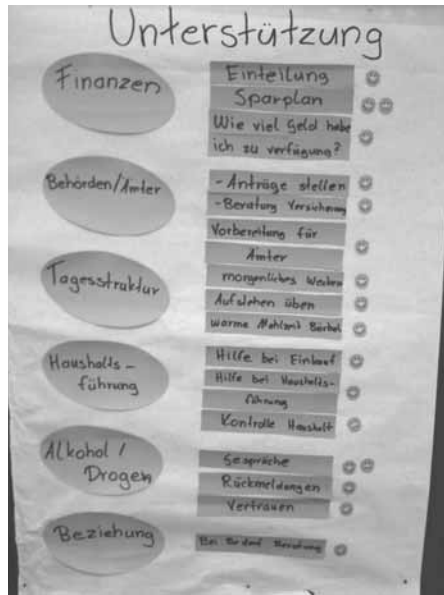 Unterstützung
Finanzen
Einteilung
Sparplan
Wie viel Geld habe
ich zu verfügung?
Behörden/Ämter
- Anträge stellen
- Beratung Versicherung
Vorbereitung für
Ämter
Tagesstruktur
morgenliches Wecken
Aufstehen üben
warme Mahlzeit Bärbel
Haushalts-
führung
Hilfe bei Einkauf
Hilfe bei Haushalts-
führung
Kontrolle Haushalt
Alkohol /
Drogen
Gespräche
Rückmeldungen
Vertrauen
Beziehung
Bei Bedarf Beratung